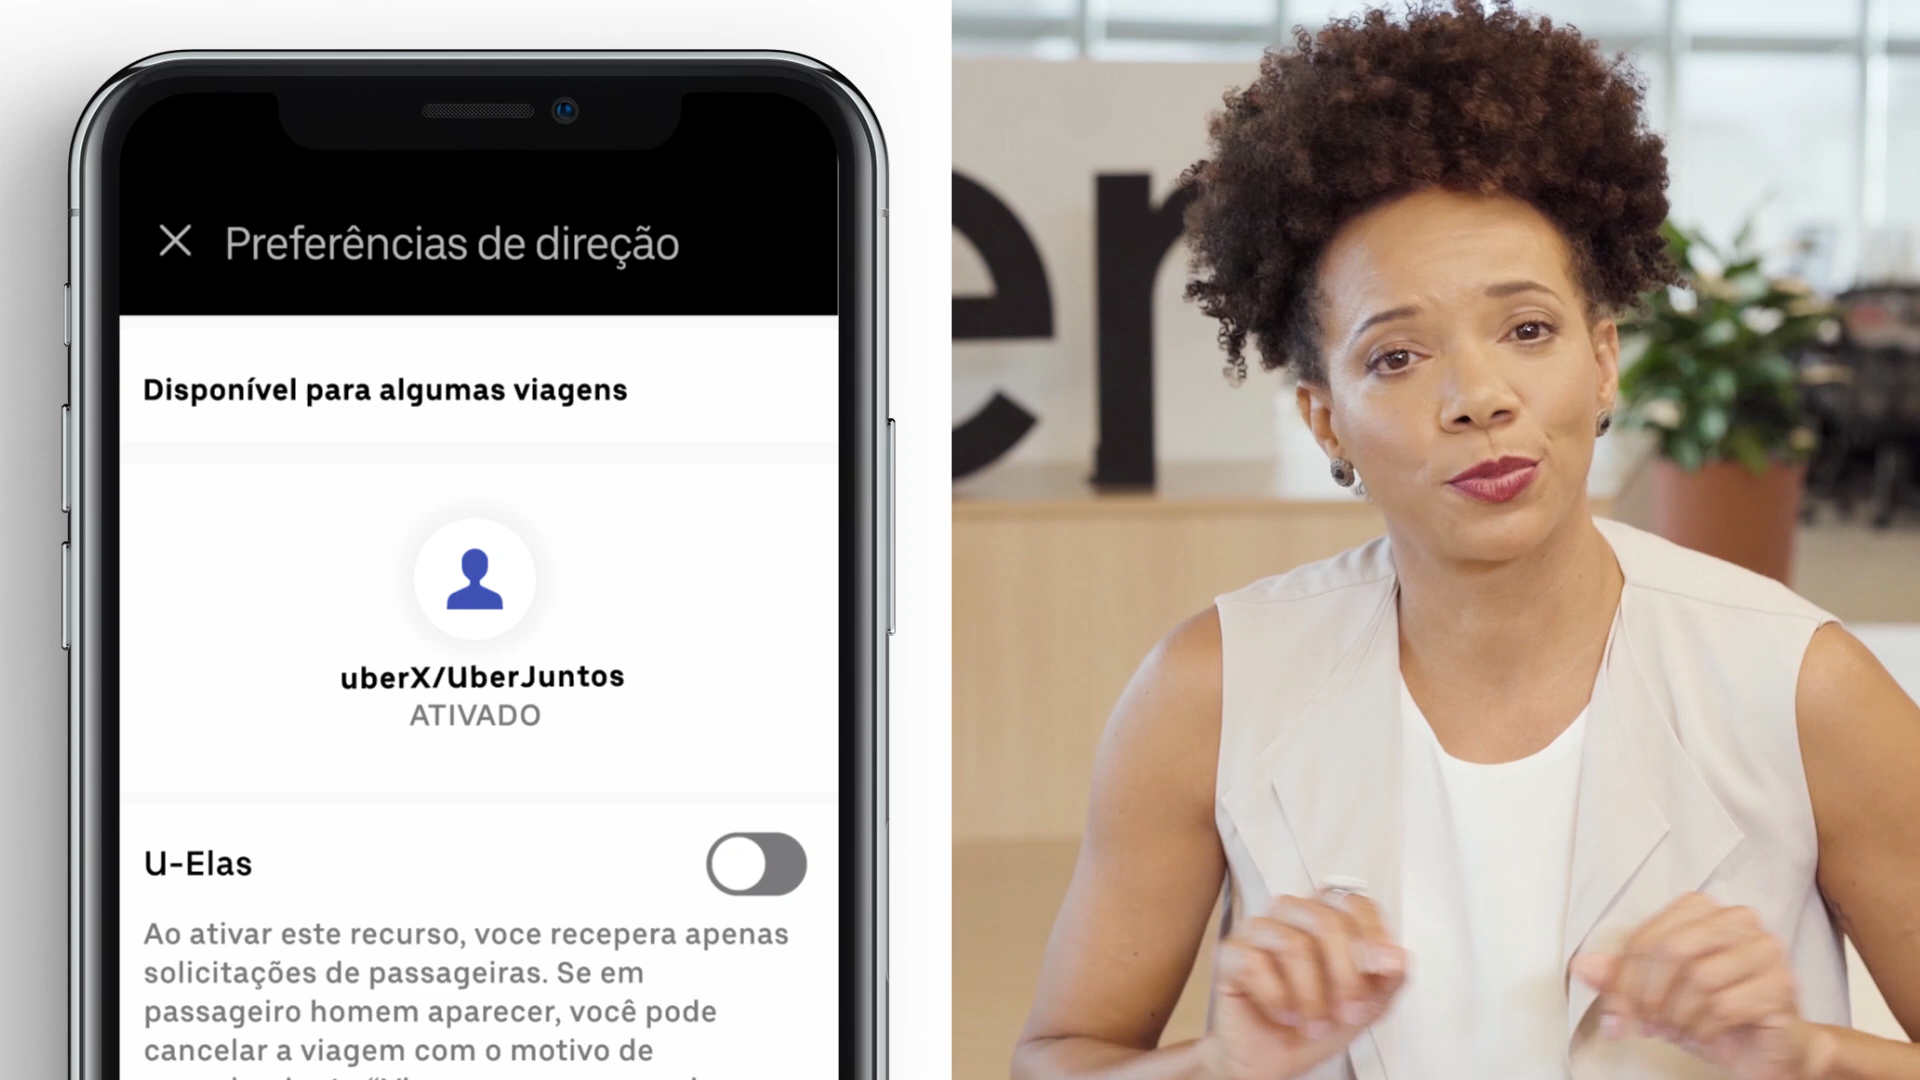 Preferências de direção
Disponível para algumas viagens
uberX/UberJuntos
ATIVADO
U-Elas
Ao ativar este recurso, voce recepera apenas
solicitações de passageiras. Se em
passageiro homem aparecer, você pode
cancelar a viagem com o motivo de
er